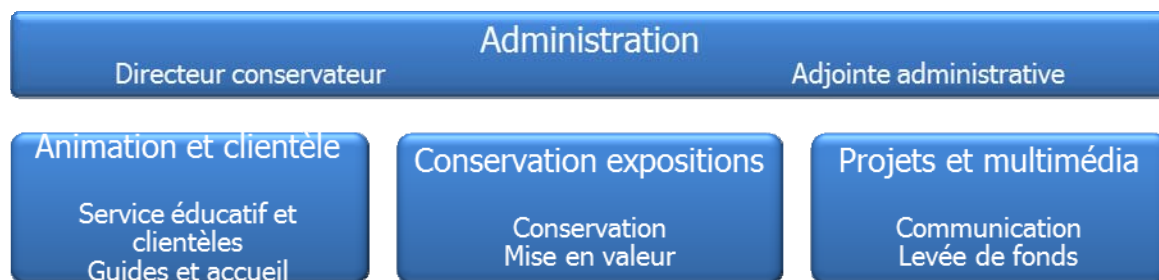 Administration
Directeur conservateur Adjointe administrative
Animation et clientèle
Service éducatif et
clientèles
Guides et accueil
Conservation expositions
Conservation
Mise en valeur
Projets et multimédia
Communication
Levée de fonds